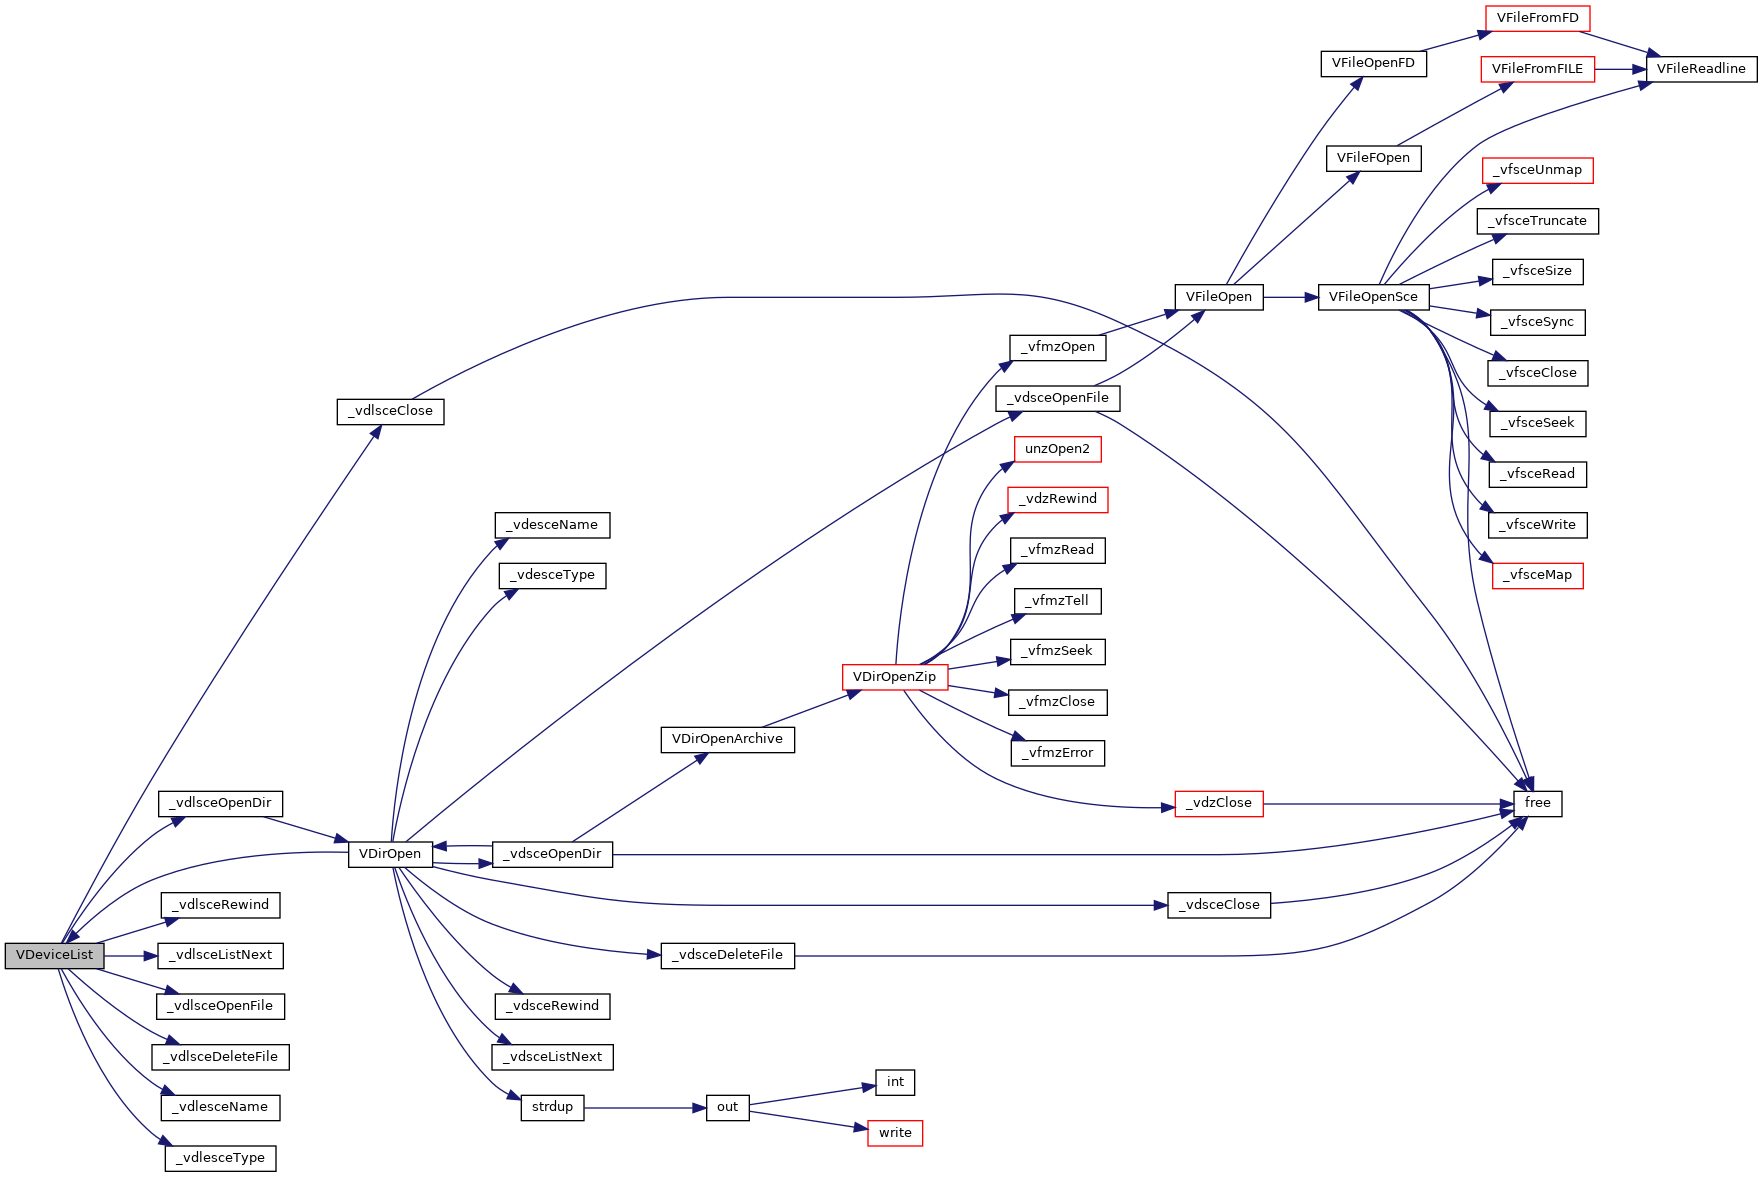 VFileFromFD
VFileOpenFD
VFileFromFILE
VFileReadline
VFileFOpen
_vfsceUnmap
_vfsceTruncate
_vfsceSize
VFileOpen
VFileOpenSce
_vfsceSync
_vfmzOpen
_vfsceClose
_vdsceOpenFile
_vdlsceClose
_vfsceSeek
unzOpen2
_vfsceRead
_vdzRewind
_vdesceName
_vfsceWrite
_vfmzRead
_vdesceType
_vfsceMap
_vfmzTell
_vfmzSeek
VDirOpenZip
_vfmzClose
VDirOpenArchive
_vfmzError
_vdlsceOpenDir
_vdzClose
free
VDirOpen
_vdsceOpenDir
_vdlsceRewind
_vdsceClose
VDeviceList
_vdlsceListNext
_vdsceDeleteFile
_vdlsceOpenFile
_vdsceRewind
_vdlsceDeleteFile
_vdsceListNext
int
_vdlesceName
strdup
out
write
_vdlesceType